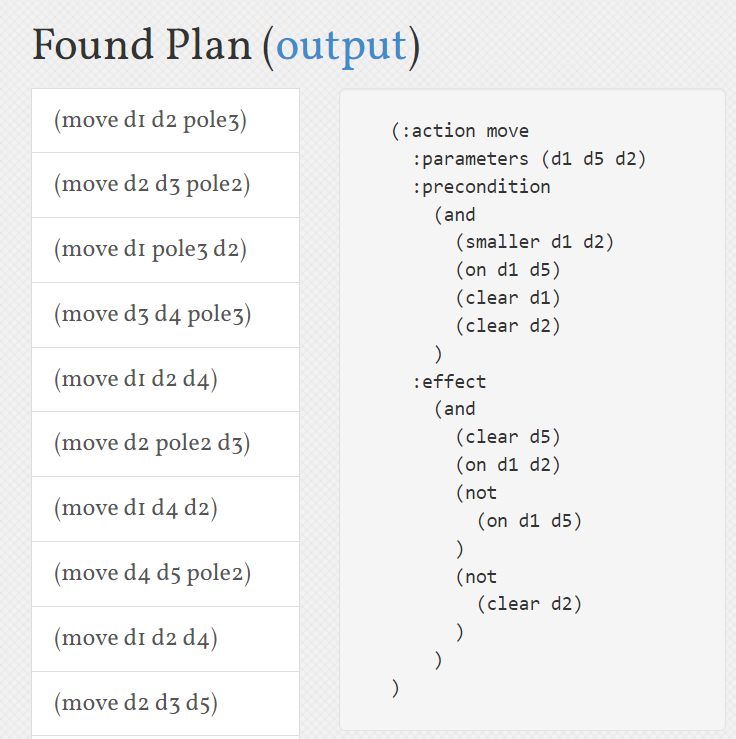 Found Plan (output)
(move d1 d2 pole3)
(move d2 d3 pole2)
(move d1 pole3 d2)
(move d3 d4 pole3)
(move d1 d2 d4)
(move d2 pole2 d3)
(move d1 d4 d2)
(move d4 d5 pole2)
(move d1 d2 d4)
(move d2 d3 d5)
(:action move
:parameters (d1 d5 d2)
:precondition
(and
(smaller d1 d2)
(on d1 d5)
(clear d1)
(clear d2)
)
:effect
(and
(clear d5)
(on d1 d2)
(not
(on d1 d5)
)
(not
(clear d2)
)
)
)